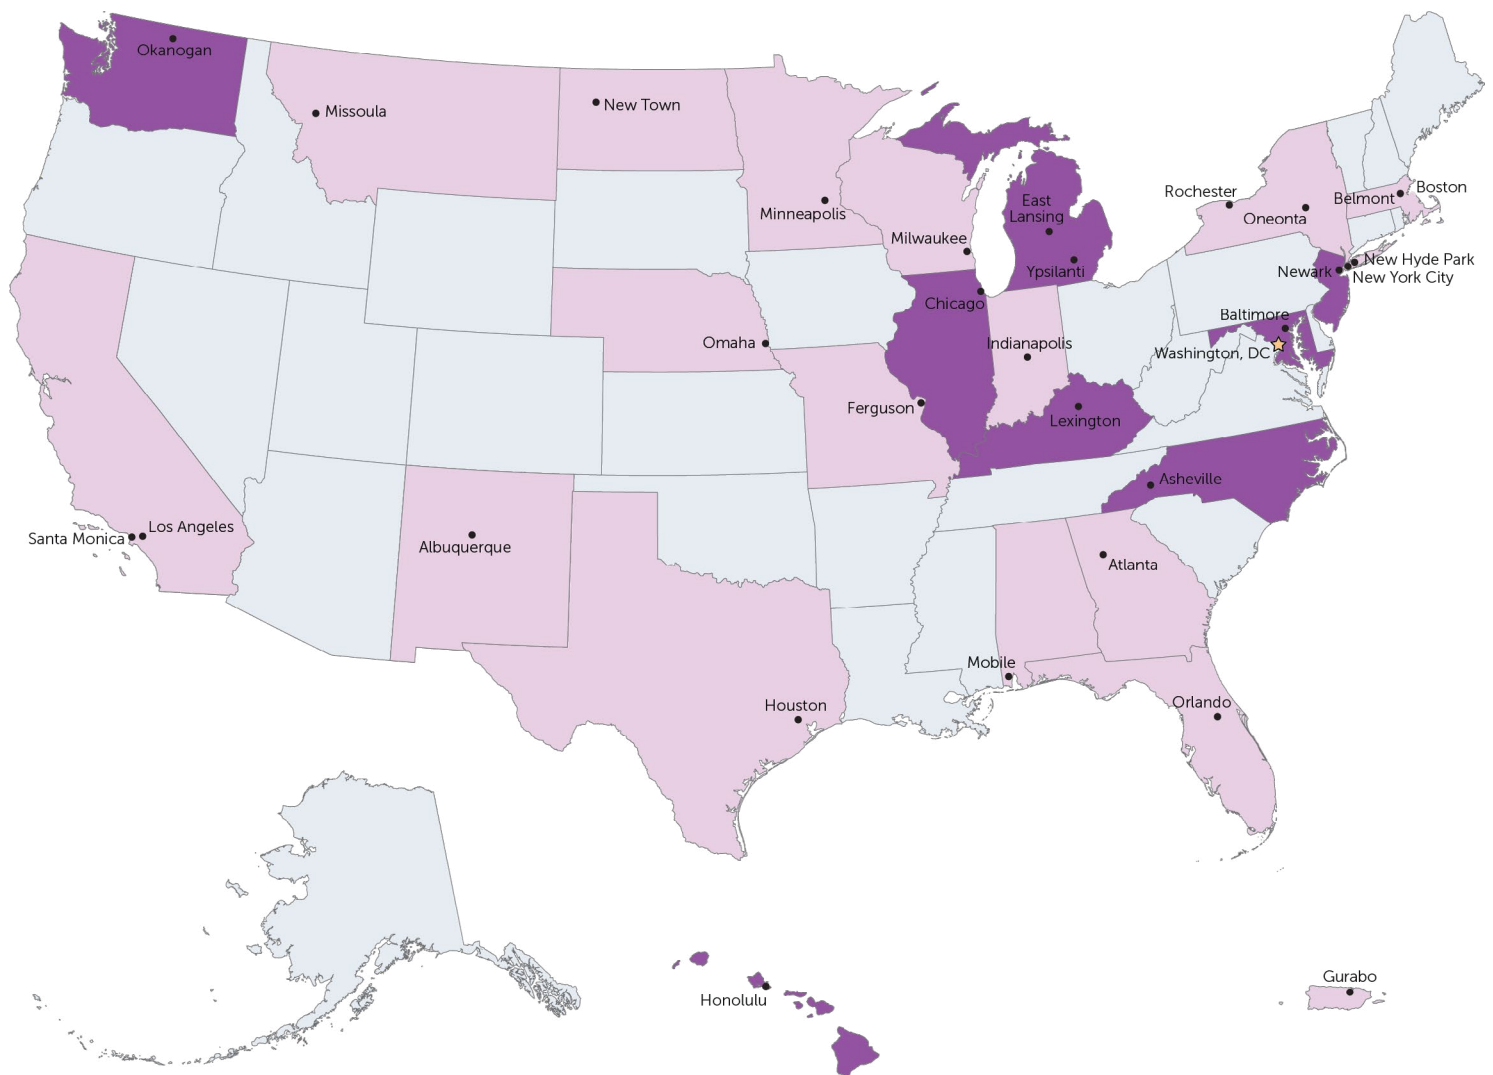 Okanogan
Missoula
New Town
Minneapolis
Milwaukee
East
Lansing
Ypsilanti
Rochester
Oneonta
Belmont
Boston
New Hyde Park
Newark
New York City
Chicago
Baltimore
Washington, DC
Omaha
Indianapolis
Ferguson
Lexington
Asheville
Santa Monica
Los Angeles
Albuquerque
Atlanta
Mobile
Houston
Orlando
Honolulu
Gurabo